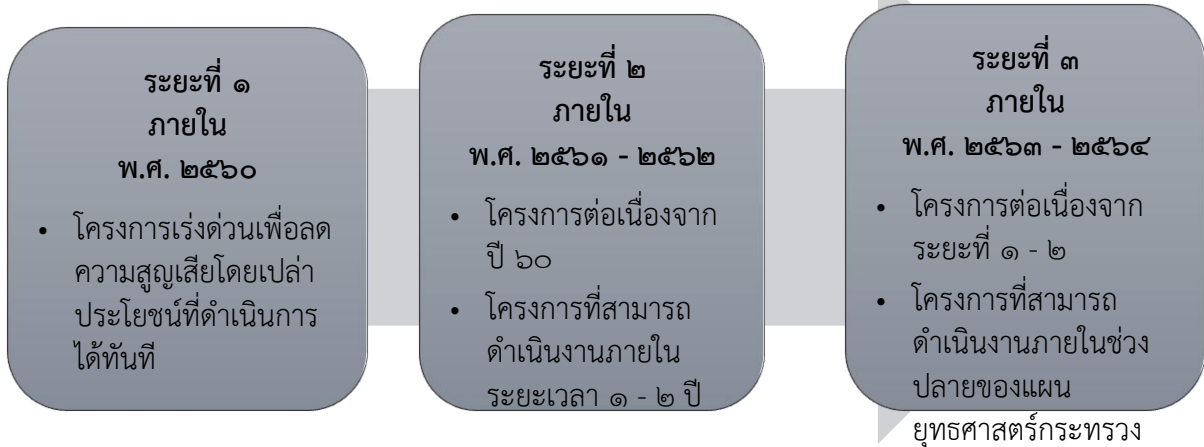 ระยะที่ ๑
ภายใน
พ.ศ. ๒๕๖๐
• โครงการเร่งด่วนเพื่อลด
ความสูญเสียโดยเปล่า
ประโยชน์ที่ดำเนินการ
ได้ทันที
ระยะที่ ๒
ภายใน
พ.ศ. ๒๕๖๑ - ๒๕๖๒
• โครงการต่อเนื่องจาก
ปี ๖๐
• โครงการที่สามารถ
ดำเนินงานภายใน
ระยะเวลา ๑ - ๒ ปี
ระยะที่ ๓
ภายใน
พ.ศ. ๒๕๖๓ - ๒๕๖๔
• โครงการต่อเนื่องจาก
ระยะที่ ๑ - ๒
• โครงการที่สามารถ
ดำเนินงานภายในช่วง
ปลายของแผน
ยุทธศาสตร์กระทรวง